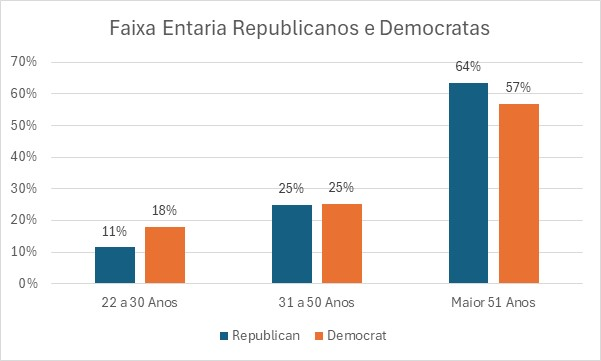 Faixa Entaria Republicanos e Democratas
70%
60%
50%
40%
30%
20%
10%
0%
11%
18%
25%
25%
64%
57%
22 a 30 Anos
31 a 50 Anos
Maior 51 Anos
Republican
Democrat